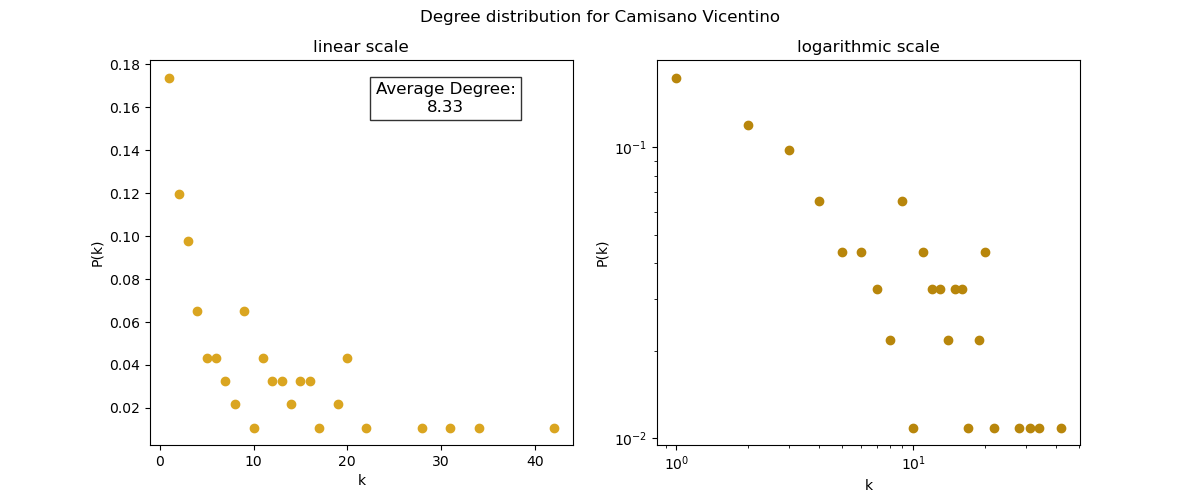 Degree distribution for Camisano Vicentino
linear scale
0.18
0.16
0.14
0.12
0.10
0.08
0.06
0.04
0.02
P(k)
Average Degree:
8.33
0
10
20
30
40
k
logarithmic scale
10⁻¹
10⁻²
P(k)
10⁰
10¹
k